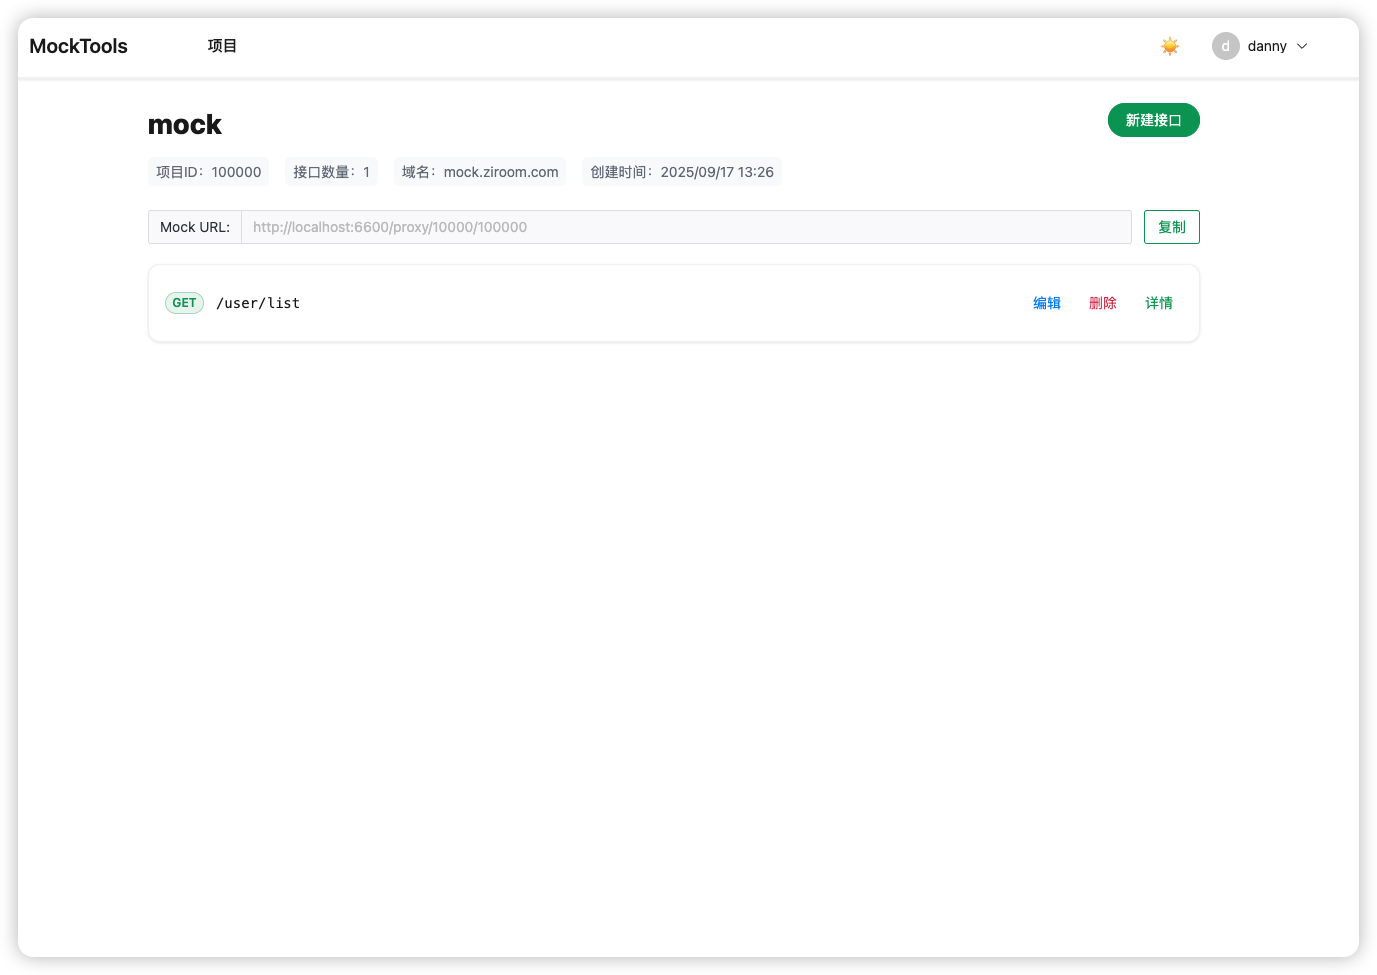 MockTools 项目 d danny
mock 新建接口
项目ID：100000 接口数量：1 域名：mock.ziroom.com 创建时间：2025/09/17 13:26
Mock URL: http://localhost:6600/proxy/10000/100000 复制
GET /user/list 编辑 删除 详情